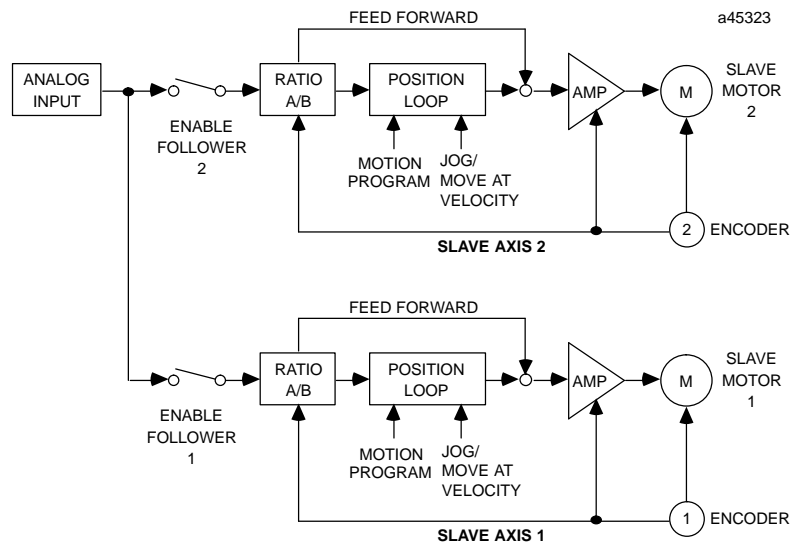 FEED FORWARD
a45323
ANALOG
INPUT
RATIO
A/B
POSITION
LOOP
AMP
M
SLAVE
MOTOR
2
ENABLE
FOLLOWER
2
MOTION
PROGRAM
JOG/
MOVE AT
VELOCITY
2
ENCODER
SLAVE AXIS 2
FEED FORWARD
RATIO
A/B
POSITION
LOOP
AMP
M
SLAVE
MOTOR
1
ENABLE
FOLLOWER
1
MOTION
PROGRAM
JOG/
MOVE AT
VELOCITY
1
ENCODER
SLAVE AXIS 1